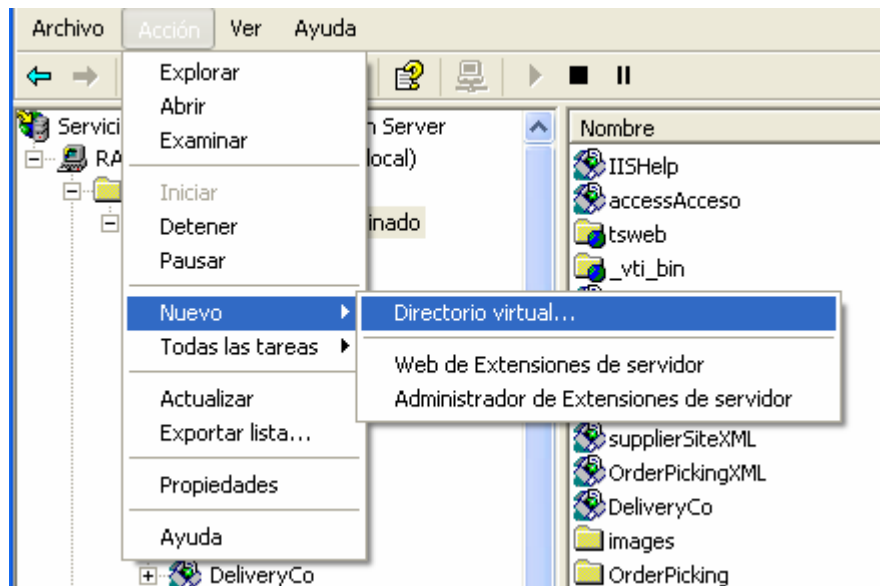 Archivo Acción Ver Ayuda
Explorar
Abrir
Examinar
Iniciar
Detener
Pausar
Nuevo
Todas las tareas
Actualizar
Exportar lista...
Propiedades
Ayuda
Directorio virtual...
Web de Extensiones de servidor
Administrador de Extensiones de servidor
Servici
n Server
RA
local)
inado
DeliveryCo
Nombre
IISHelp
accessAcceso
tsweb
_vti_bin
supplierSiteXML
OrderPickingXML
DeliveryCo
images
OrderPicking